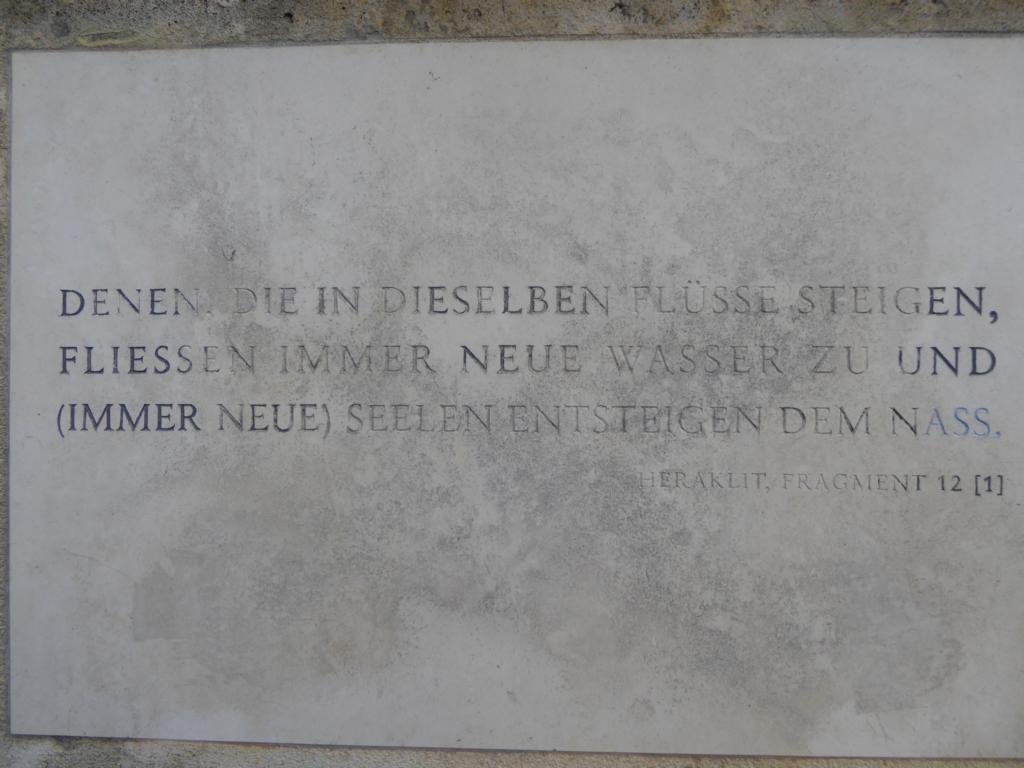 DENEN, DIE IN DIESELBEN FLÜSSE STEIGEN,
FLIESSEN IMMER NEUE WASSER ZU UND
(IMMER NEUE) SEELEN ENTSTEIGEN DEM NASS.
HERAKLIT, FRAGMENT 12 [1]